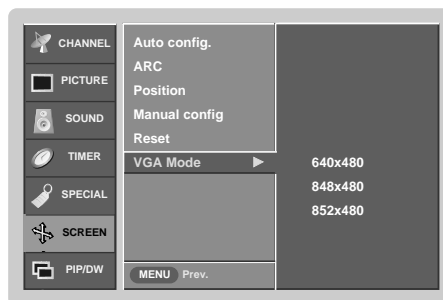 CHANNEL
PICTURE
SOUND
TIMER
SPECIAL
SCREEN
PIP/DW
Auto config.
ARC
Position
Manual config
Reset
VGA Mode ►
MENU Prev.
640x480
848x480
852x480